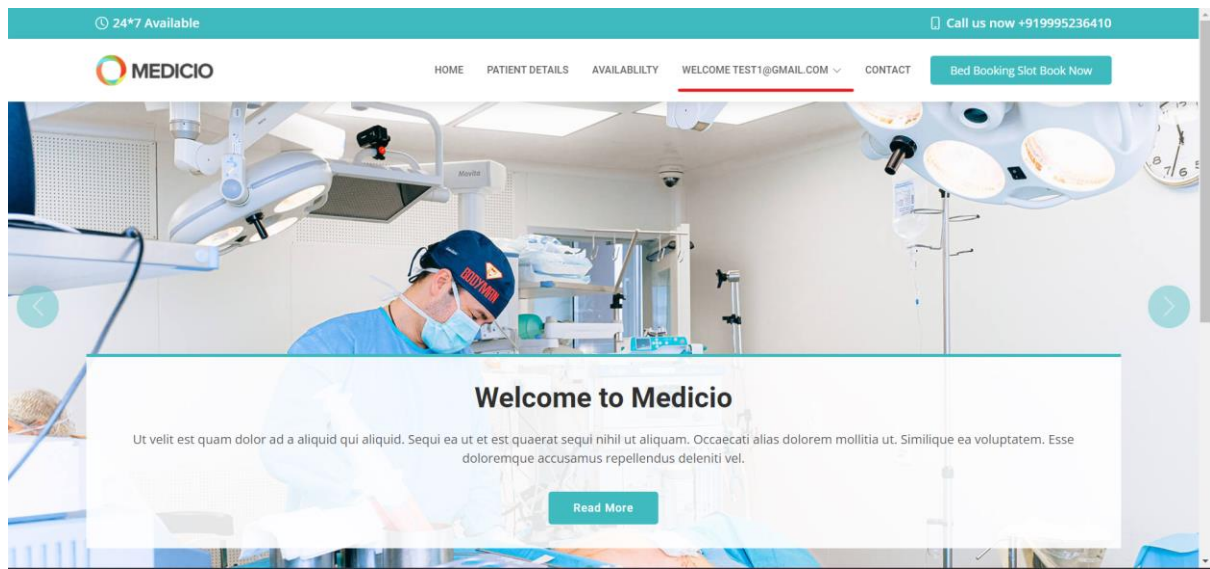 24*7 Available
Call us now +919995236410
MEDICIO
HOME PATIENT DETAILS AVAILABLILTY WELCOME TEST1@GMAIL.COM CONTACT Bed Booking Slot Book Now
Mavita
BODYMAN
Welcome to Medicio
Ut velit est quam dolor ad a aliquid qui aliquid. Sequi ea ut et est quaerat sequi nihil ut aliquam. Occaecati alias dolorem mollitia ut. Similique ea voluptatem. Esse
doloremque accusamus repellendus deleniti vel.
Read More